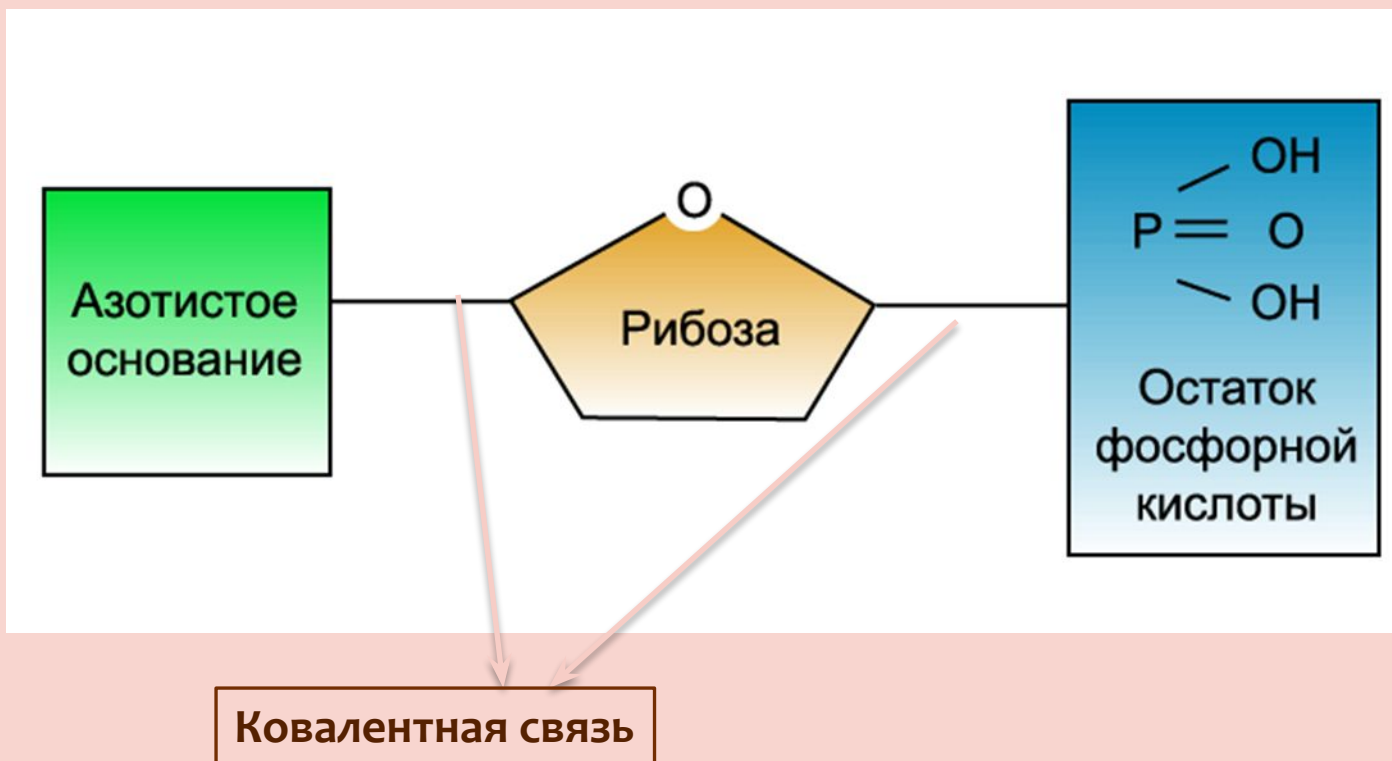 Азотистое
основание
O
Рибоза
OH
P = O
OH
Остаток
фосфорной
кислоты
Ковалентная связь